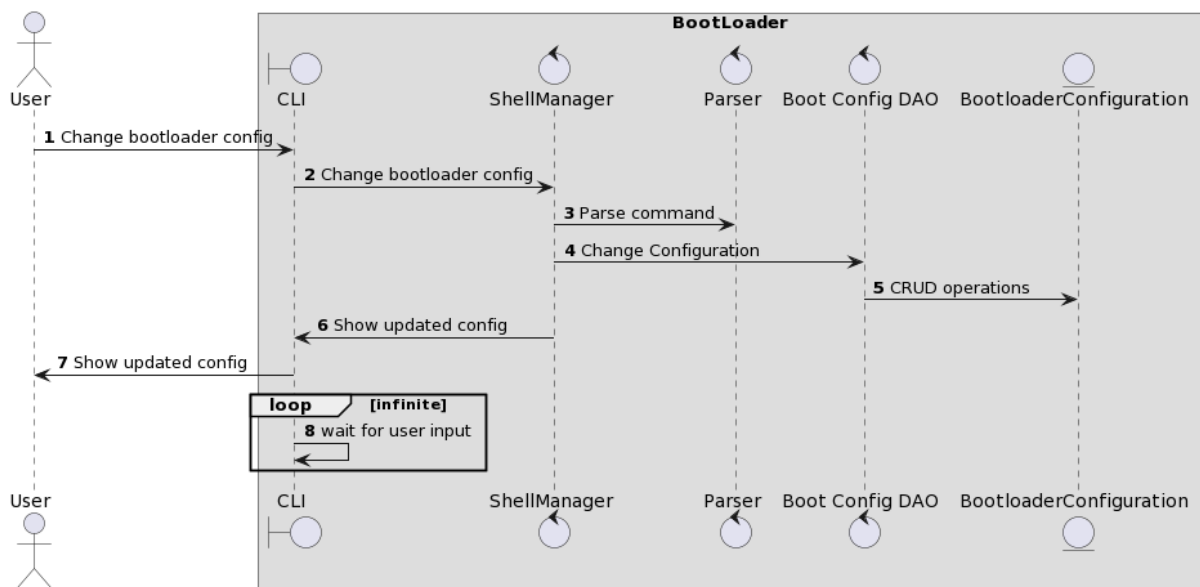 BootLoader
User
CLI
ShellManager
Parser
Boot Config DAO
BootloaderConfiguration
1 Change bootloader config
2 Change bootloader config
3 Parse command
4 Change Configuration
5 CRUD operations
6 Show updated config
7 Show updated config
loop [infinite]
8 wait for user input
User
CLI
ShellManager
Parser
Boot Config DAO
BootloaderConfiguration